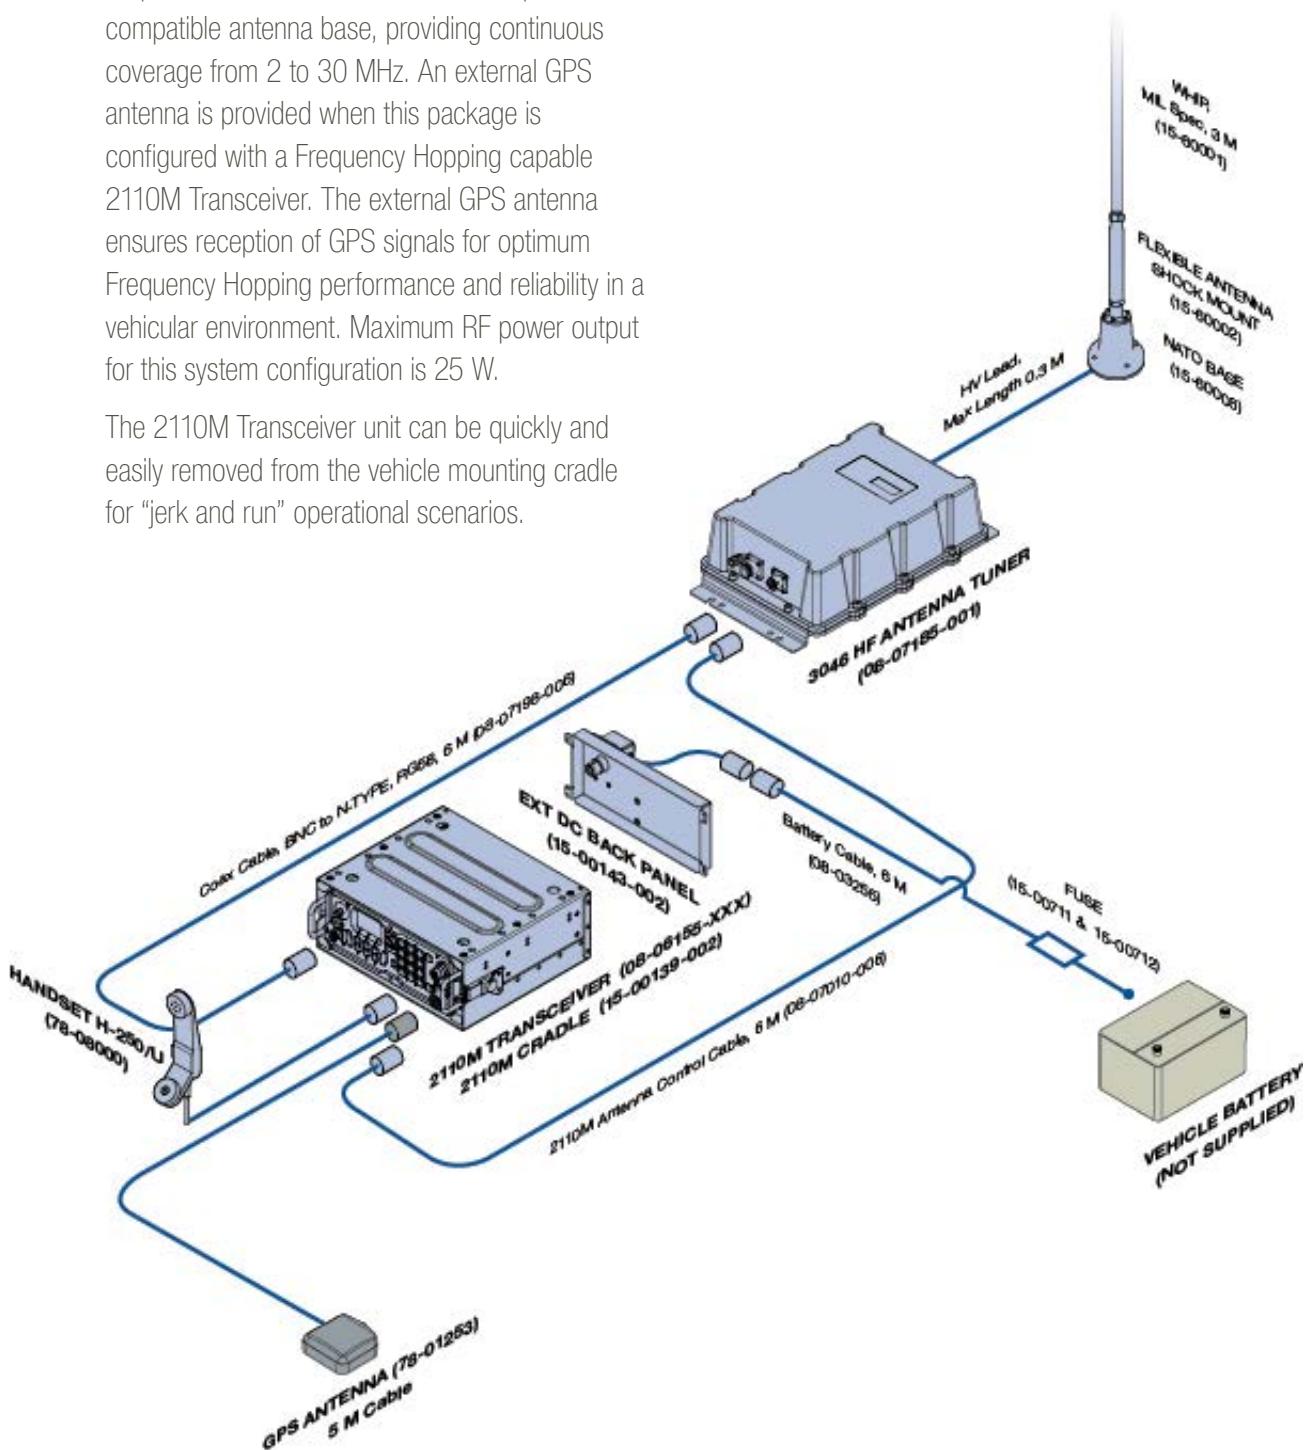 compatible antenna base, providing continuous
coverage from 2 to 30 MHz. An external GPS
antenna is provided when this package is
configured with a Frequency Hopping capable
2110M Transceiver. The external GPS antenna
ensures reception of GPS signals for optimum
Frequency Hopping performance and reliability in a
vehicular environment. Maximum RF power output
for this system configuration is 25 W.
The 2110M Transceiver unit can be quickly and
easily removed from the vehicle mounting cradle
for “jerk and run” operational scenarios.
WHIP,
MIL Spec, 3 M
(15-60001)
FLEXIBLE ANTENNA
SHOCK MOUNT
(15-60002)
NATO BASE
(15-60008)
HV Lead,
Max Length 0.3 M
3046 HF ANTENNA TUNER
(08-07185-001)
Coax Cable, BNC to N-TYPE, RG58, 6 M (08-07198-006)
EXT DC BACK PANEL
(15-00143-002)
Battery Cable, 6 M
(08-03256)
FUSE
(15-00711 & 15-00712)
2110M TRANSCEIVER (08-06155-XXX)
2110M CRADLE (15-00139-002)
HANDSET H-250/U
(78-08000)
2110M Antenna Control Cable, 6 M (08-07010-006)
VEHICLE BATTERY
(NOT SUPPLIED)
GPS ANTENNA (78-01253)
5 M Cable